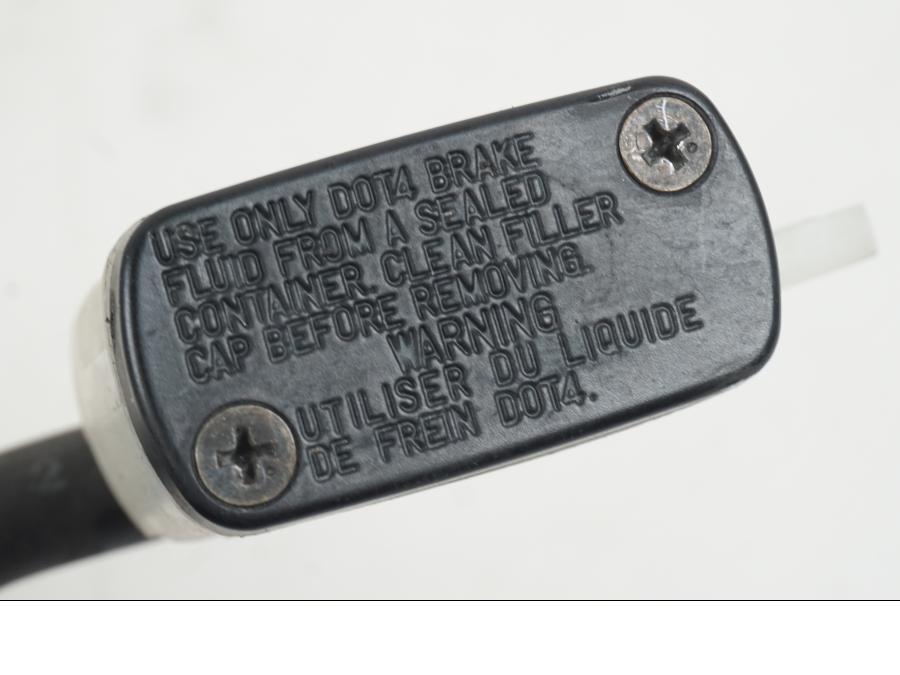 USE ONLY DOT4 BRAKE
FLUID FROM A SEALED
CONTAINER. CLEAN FILLER
CAP BEFORE REMOVING.
WARNING
UTILISER DU LIQUIDE
DE FREIN DOT4.
2